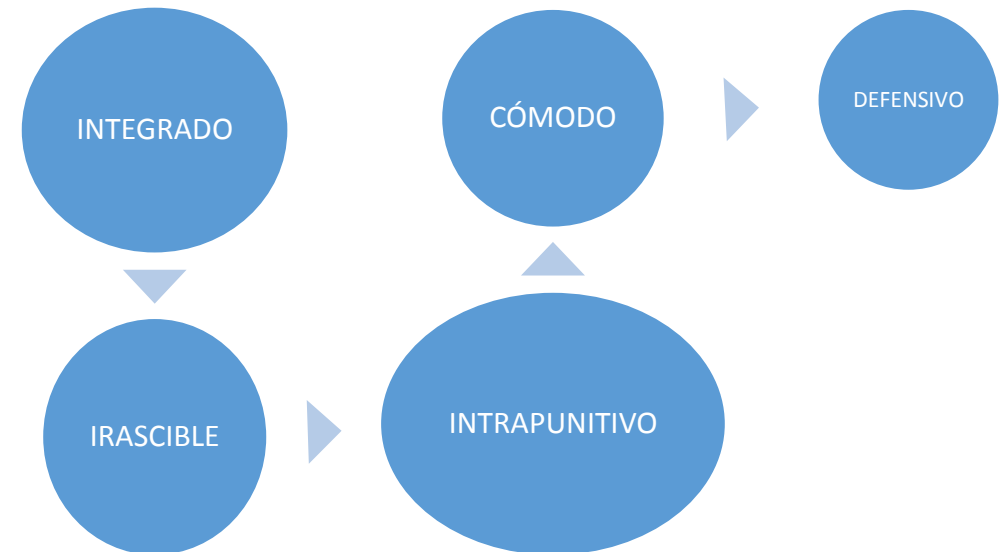 INTEGRADO
IRASCIBLE
INTRAPUNITIVO
CÓMODO
DEFENSIVO